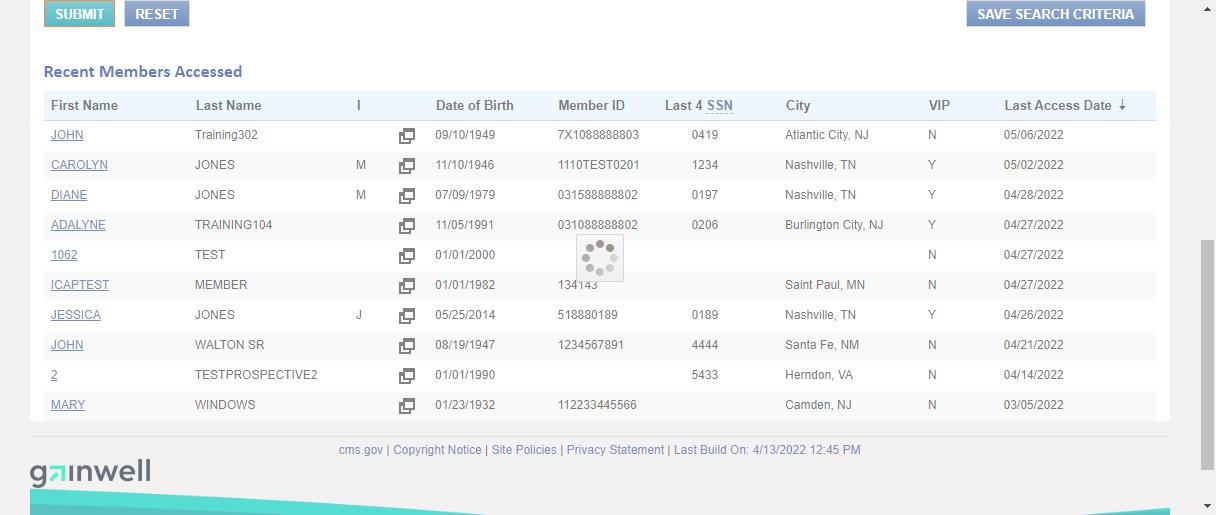 SUBMIT RESET SAVE SEARCH CRITERIA
Recent Members Accessed
First Name Last Name I Date of Birth Member ID Last 4 SSN City VIP Last Access Date ↓
JOHN Training302 09/10/1949 7X1088888803 0419 Atlantic City, NJ N 05/06/2022
CAROLYN JONES M 11/10/1946 1110TEST0201 1234 Nashville, TN Y 05/02/2022
DIANE JONES M 07/09/1979 031588888802 0197 Nashville, TN Y 04/28/2022
ADALYNE TRAINING104 11/05/1991 031088888802 0206 Burlington City, NJ Y 04/27/2022
1062 TEST 01/01/2000 N 04/27/2022
ICAPTEST MEMBER 01/01/1982 134143 Saint Paul, MN N 04/27/2022
JESSICA JONES J 05/25/2014 518880189 0189 Nashville, TN Y 04/26/2022
JOHN WALTON SR 08/19/1947 1234567891 4444 Santa Fe, NM N 04/21/2022
2 TESTPROSPECTIVE2 01/01/1990 5433 Herndon, VA N 04/14/2022
MARY WINDOWS 01/23/1932 112233445566 Camden, NJ N 03/05/2022
cms.gov | Copyright Notice | Site Policies | Privacy Statement | Last Build On: 4/13/2022 12:45 PM
gainwell